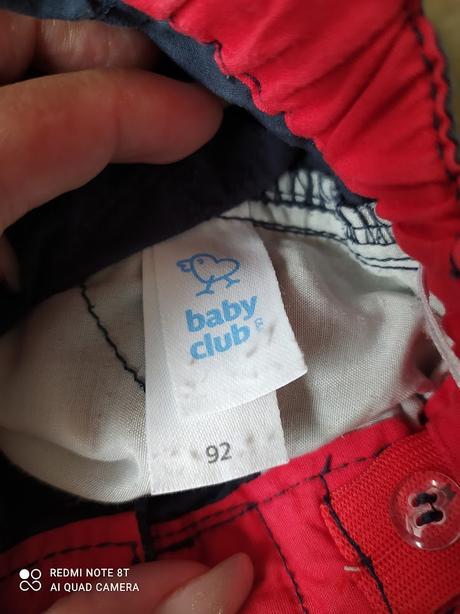 baby
club
92
REDMI NOTE 8T
AI QUAD CAMERA